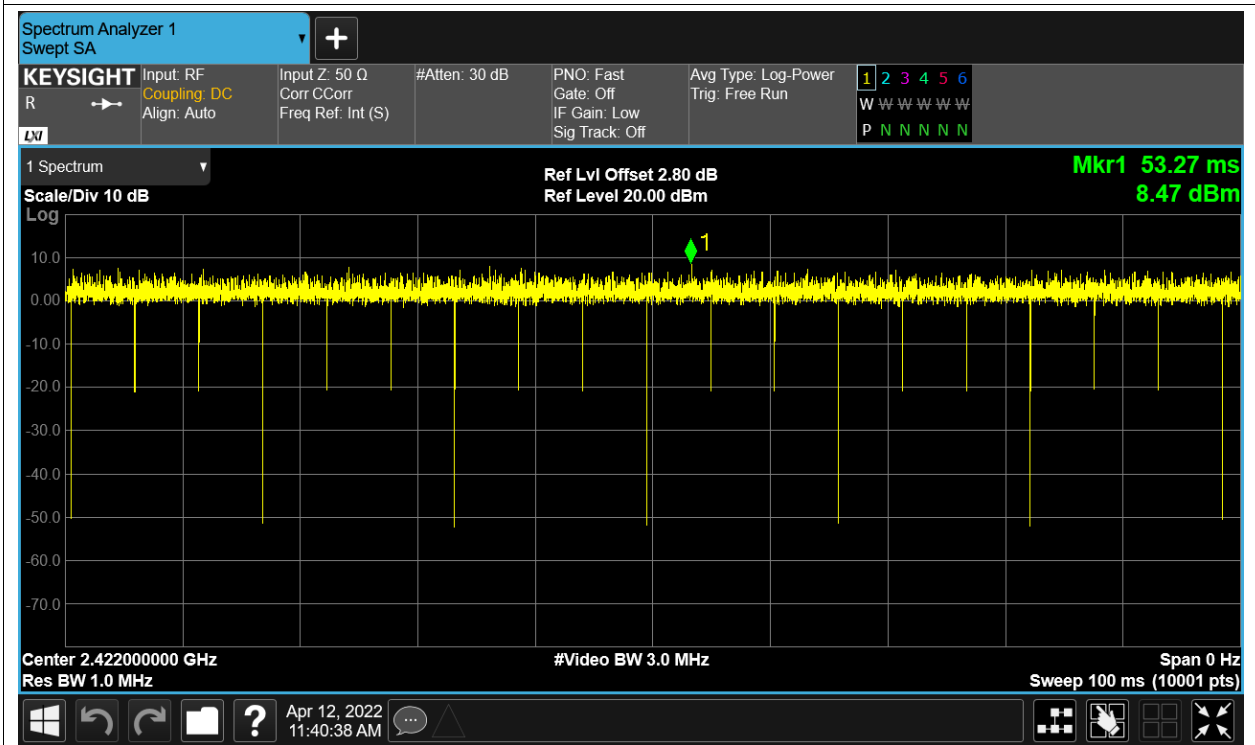 Spectrum Analyzer 1
Swept SA
+
KEYSIGHT
R
LXI
Input: RF
Coupling: DC
Align: Auto
Input Z: 50 Ω
Corr CCorr
Freq Ref: Int (S)
#Atten: 30 dB
PNO: Fast
Gate: Off
IF Gain: Low
Sig Track: Off
Avg Type: Log-Power
Trig: Free Run
1 2 3 4 5 6
W W W W W W
P N N N N N
1 Spectrum
Scale/Div 10 dB
Ref Lvl Offset 2.80 dB
Ref Level 20.00 dBm
Mkr1 53.27 ms
8.47 dBm
Log
1
10.0
0.00
-10.0
-20.0
-30.0
-40.0
-50.0
-60.0
-70.0
Center 2.422000000 GHz
Res BW 1.0 MHz
#Video BW 3.0 MHz
Span 0 Hz
Sweep 100 ms (10001 pts)
?
Apr 12, 2022
11:40:38 AM